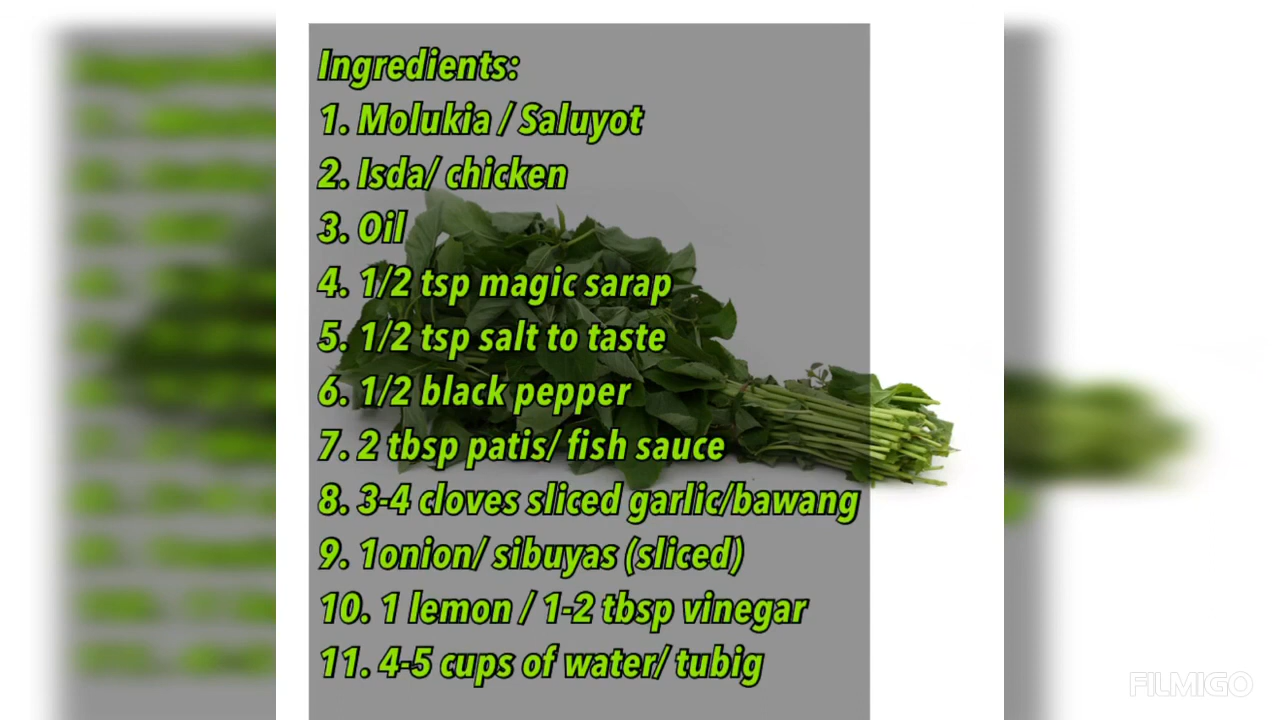 Ingredients:
1. Molukia / Saluyot
2. Isda/ chicken
3. Oil
4. 1/2 tsp magic sarap
5. 1/2 tsp salt to taste
6. 1/2 black pepper
7. 2 tbsp patis/ fish sauce
8. 3-4 cloves sliced garlic/bawang
9. 1onion/ sibuyas (sliced)
10. 1 lemon / 1-2 tbsp vinegar
11. 4-5 cups of water/ tubig
FILMIGO